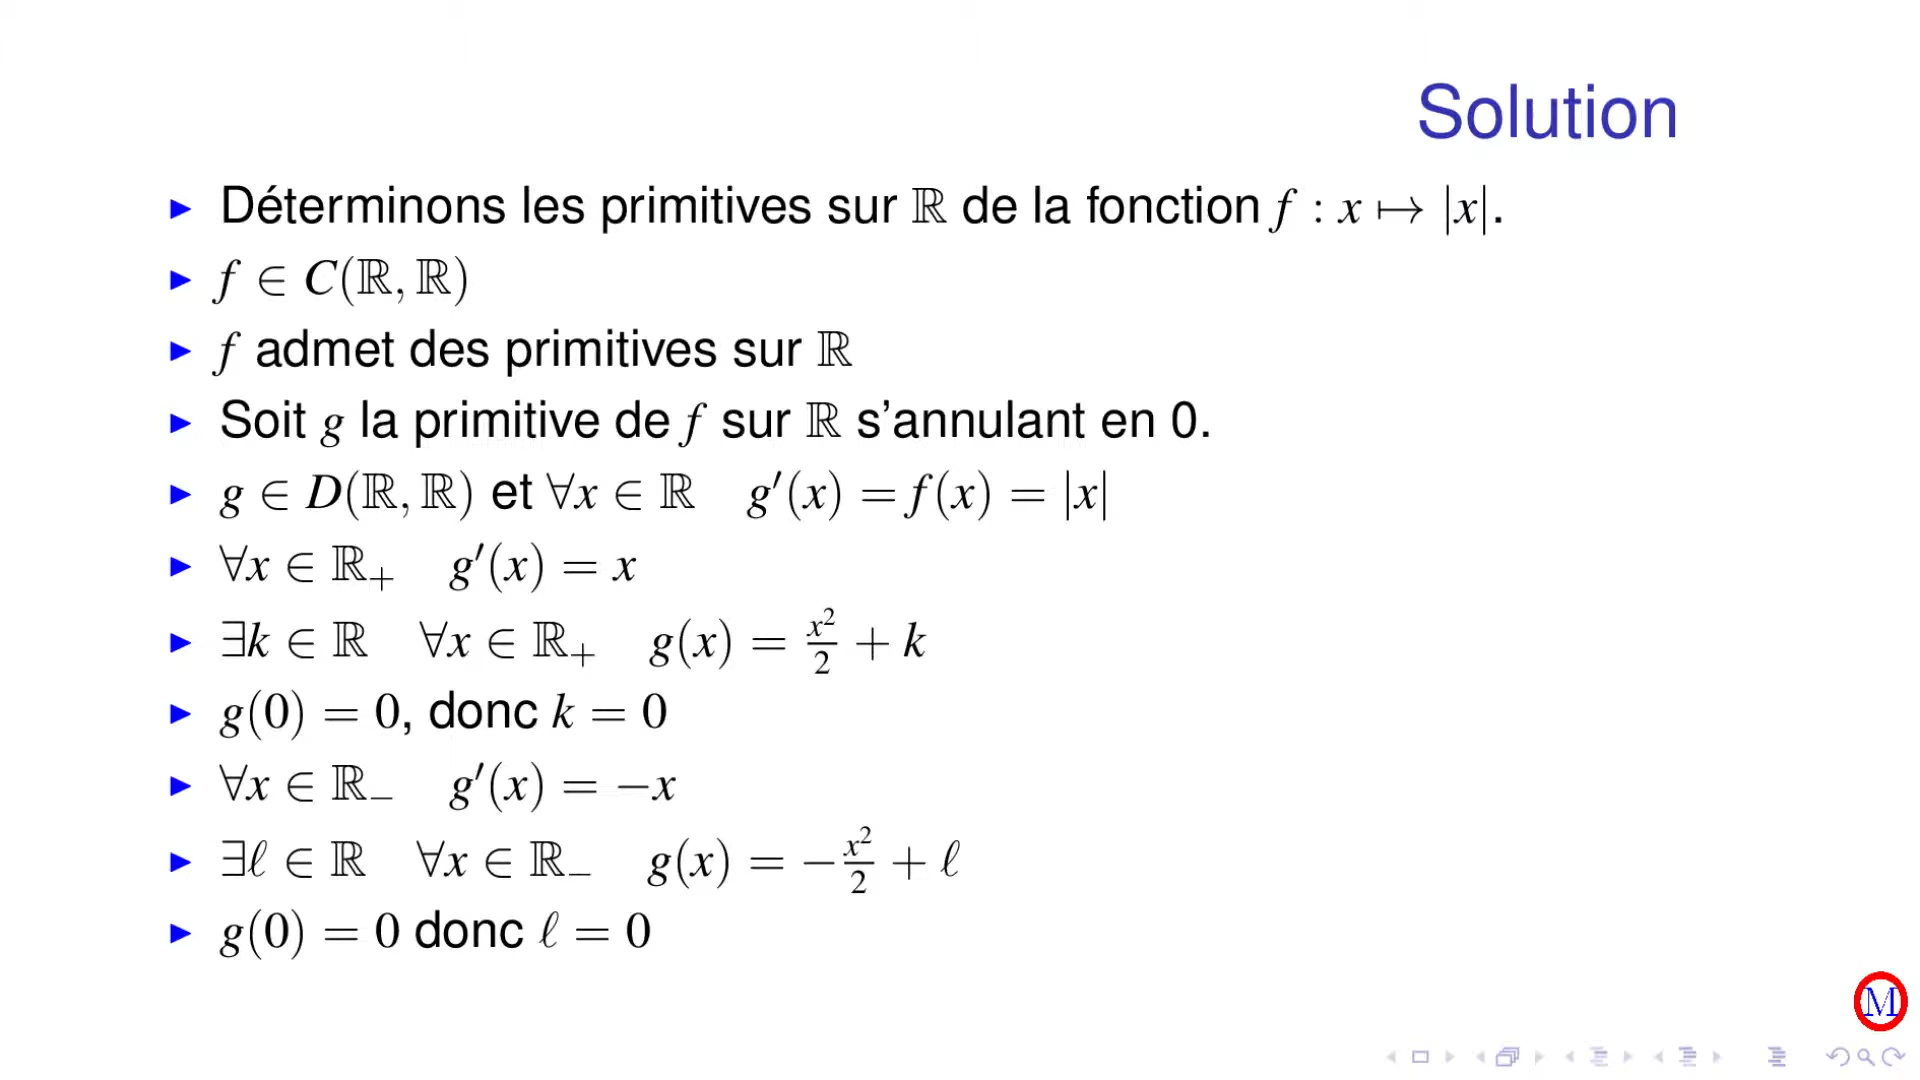 Solution
▶ Déterminons les primitives sur ℝ de la fonction f : x ↦ |x|.
▶ f ∈ C(ℝ, ℝ)
▶ f admet des primitives sur ℝ
▶ Soit g la primitive de f sur ℝ s'annulant en 0.
▶ g ∈ D(ℝ, ℝ) et ∀x ∈ ℝ g′(x) = f(x) = |x|
▶ ∀x ∈ ℝ₊ g′(x) = x
▶ ∃k ∈ ℝ ∀x ∈ ℝ₊ g(x) = x²/2 + k
▶ g(0) = 0, donc k = 0
▶ ∀x ∈ ℝ₋ g′(x) = −x
▶ ∃ℓ ∈ ℝ ∀x ∈ ℝ₋ g(x) = −x²/2 + ℓ
▶ g(0) = 0 donc ℓ = 0
M